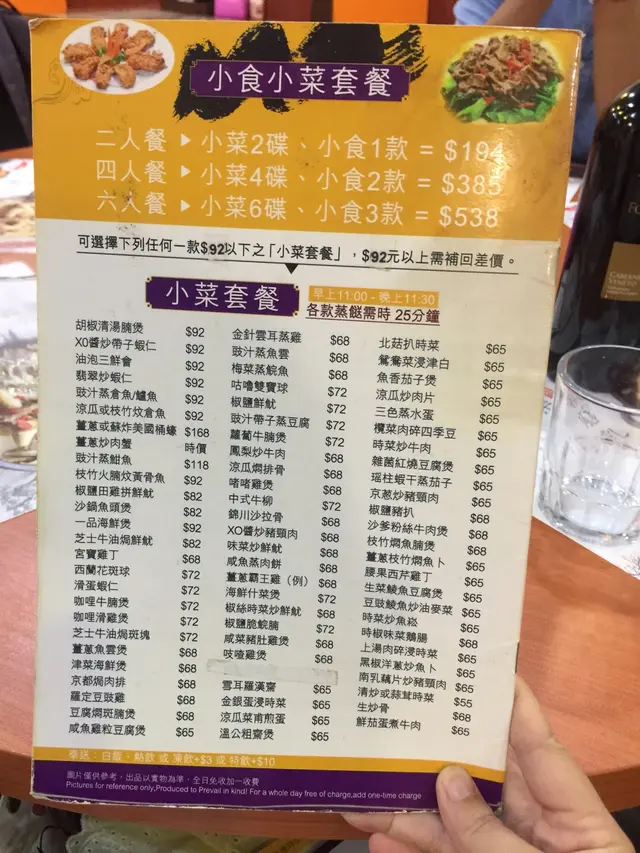 小食小菜套餐
二人餐 ▶ 小菜2碟、小食1款 = $194
四人餐 ▶ 小菜4碟、小食2款 = $385
六人餐 ▶ 小菜6碟、小食3款 = $538
可選擇下列任何一款$92以下之「小菜套餐」，$92元以上需補回差價。
小菜套餐
早上11:00 - 晚上11:30
各款蒸餸需時 25分鐘
胡椒清湯腩煲 $92
XO醬炒帶子蝦仁 $92
油泡三鮮會 $92
翡翠炒蝦仁 $92
豉汁蒸倉魚/鱸魚 $92
涼瓜或枝竹炆倉魚 $92
薑蔥或蘇炸美國桶蠔 $168
薑蔥炒肉蟹 時價
豉汁蒸魽魚 $118
枝竹火腩炆黃骨魚 $92
椒鹽田雞拼鮮魷 $82
沙鍋魚頭煲 $92
一品海鮮煲 $92
芝士牛油焗鮮魷 $82
宮寶雞丁 $68
西蘭花斑球 $72
滑蛋蝦仁 $72
咖哩牛腩煲 $72
咖哩滑雞煲 $72
芝士牛油焗斑塊 $72
薑蔥魚雲煲 $68
津菜海鮮煲 $68
京都焗肉排 $68
羅定豆豉雞 $68
豆腐燜斑腩煲 $68
咸魚雞粒豆腐煲 $65
金針雲耳蒸雞 $68
豉汁蒸魚雲 $68
梅菜蒸鯇魚 $68
咕嚕雙寶球 $72
椒鹽鮮魷 $72
豉汁帶子蒸豆腐 $72
蘿蔔牛腩煲 $72
鳳梨炒牛肉 $68
涼瓜燜排骨 $68
啫啫雞煲 $68
中式牛柳 $72
錦川沙拉骨 $68
XO醬炒豬頸肉 $68
味菜炒鮮魷 $68
咸魚蒸肉餅 $68
薑蔥霸王雞（例） $68
海鮮什菜煲 $72
椒絲時菜炒鮮魷 $68
椒鹽脆鯇腩 $72
咸菜豬肚雞煲 $68
吱喳雞煲 $68
雪耳羅漢齋 $65
金銀蛋浸時菜 $65
涼瓜菜甫煎蛋 $65
溫公粗齋煲 $65
北菇扒時菜 $65
鴛鴦菜浸津白 $65
魚香茄子煲 $65
涼瓜炒肉片 $65
三色蒸水蛋 $65
欖菜肉碎四季豆 $65
時菜炒牛肉 $65
雜菌紅燒豆腐煲 $65
瑤柱蝦干蒸茄子 $65
京蔥炒豬頸肉 $68
椒鹽豬扒 $68
沙爹粉絲牛肉煲 $68
枝竹燜魚腩煲 $68
薑蔥枝竹燜魚卜 $65
腰果西芹雞丁 $65
生菜鯪魚豆腐煲 $65
豆豉鯪魚炒油麥菜 $65
時菜炒魚崧 $65
時椒味菜鵝腸 $68
上湯肉碎浸時菜 $65
黑椒洋蔥炒魚卜 $65
南乳藕片炒豬頸肉 $65
清炒或蒜茸時菜 $55
生炒骨 $68
鮮茄蛋煮牛肉 $65
奉送：白飯、熱飲 或 凍飲+$3 或 特飲+$10
圖片僅供參考，出品以實物為準，全日免收加一收費
Pictures for reference only,Produced to Prevail in kind! For a whole day free of charge,add one-time charge